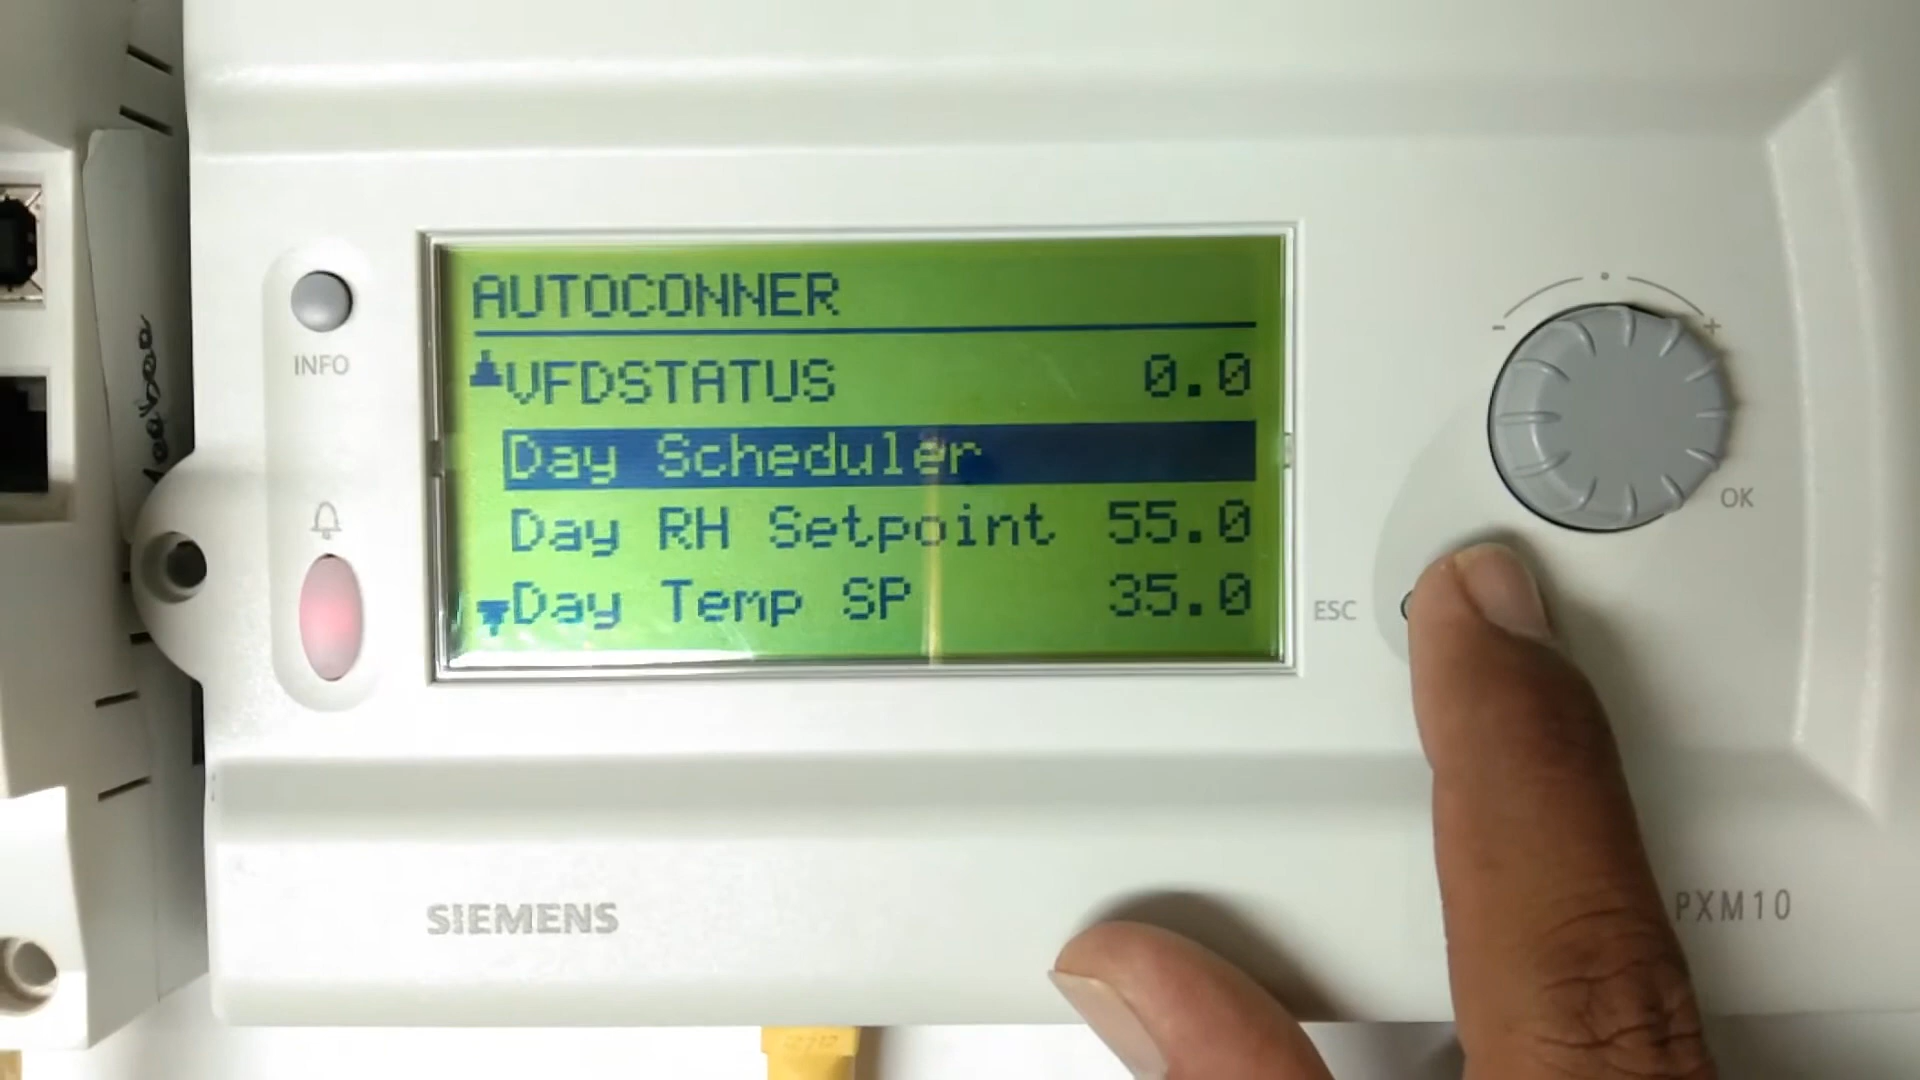 AUTOCONNER
VFDSTATUS 0.0
Day Scheduler
Day RH Setpoint 55.0
Day Temp SP 35.0
INFO
- +
OK
ESC
SIEMENS
PXM10